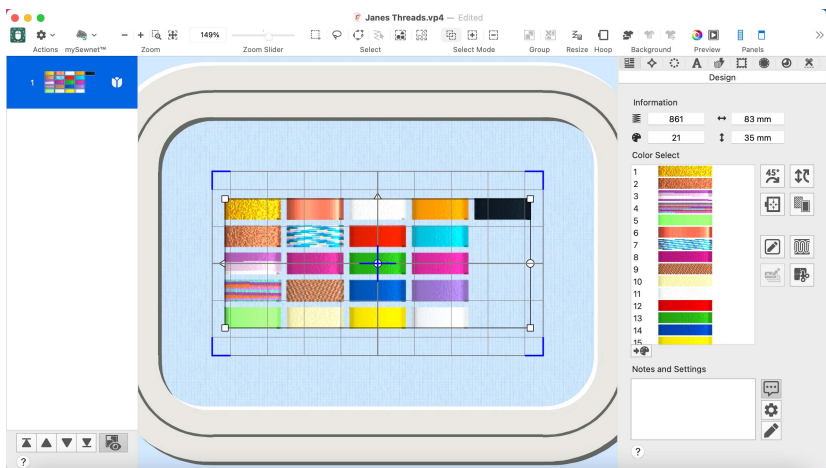 Janes Threads.vp4 — Edited
149%
Actions mySewnet™ Zoom Zoom Slider Select Select Mode Group Resize Hoop Background Preview Panels
1
Design
Information
861 83 mm
21 35 mm
Color Select
1
2
3
4
5
6
7
8
9
10
11
12
13
14
15
45°
Notes and Settings
?
?